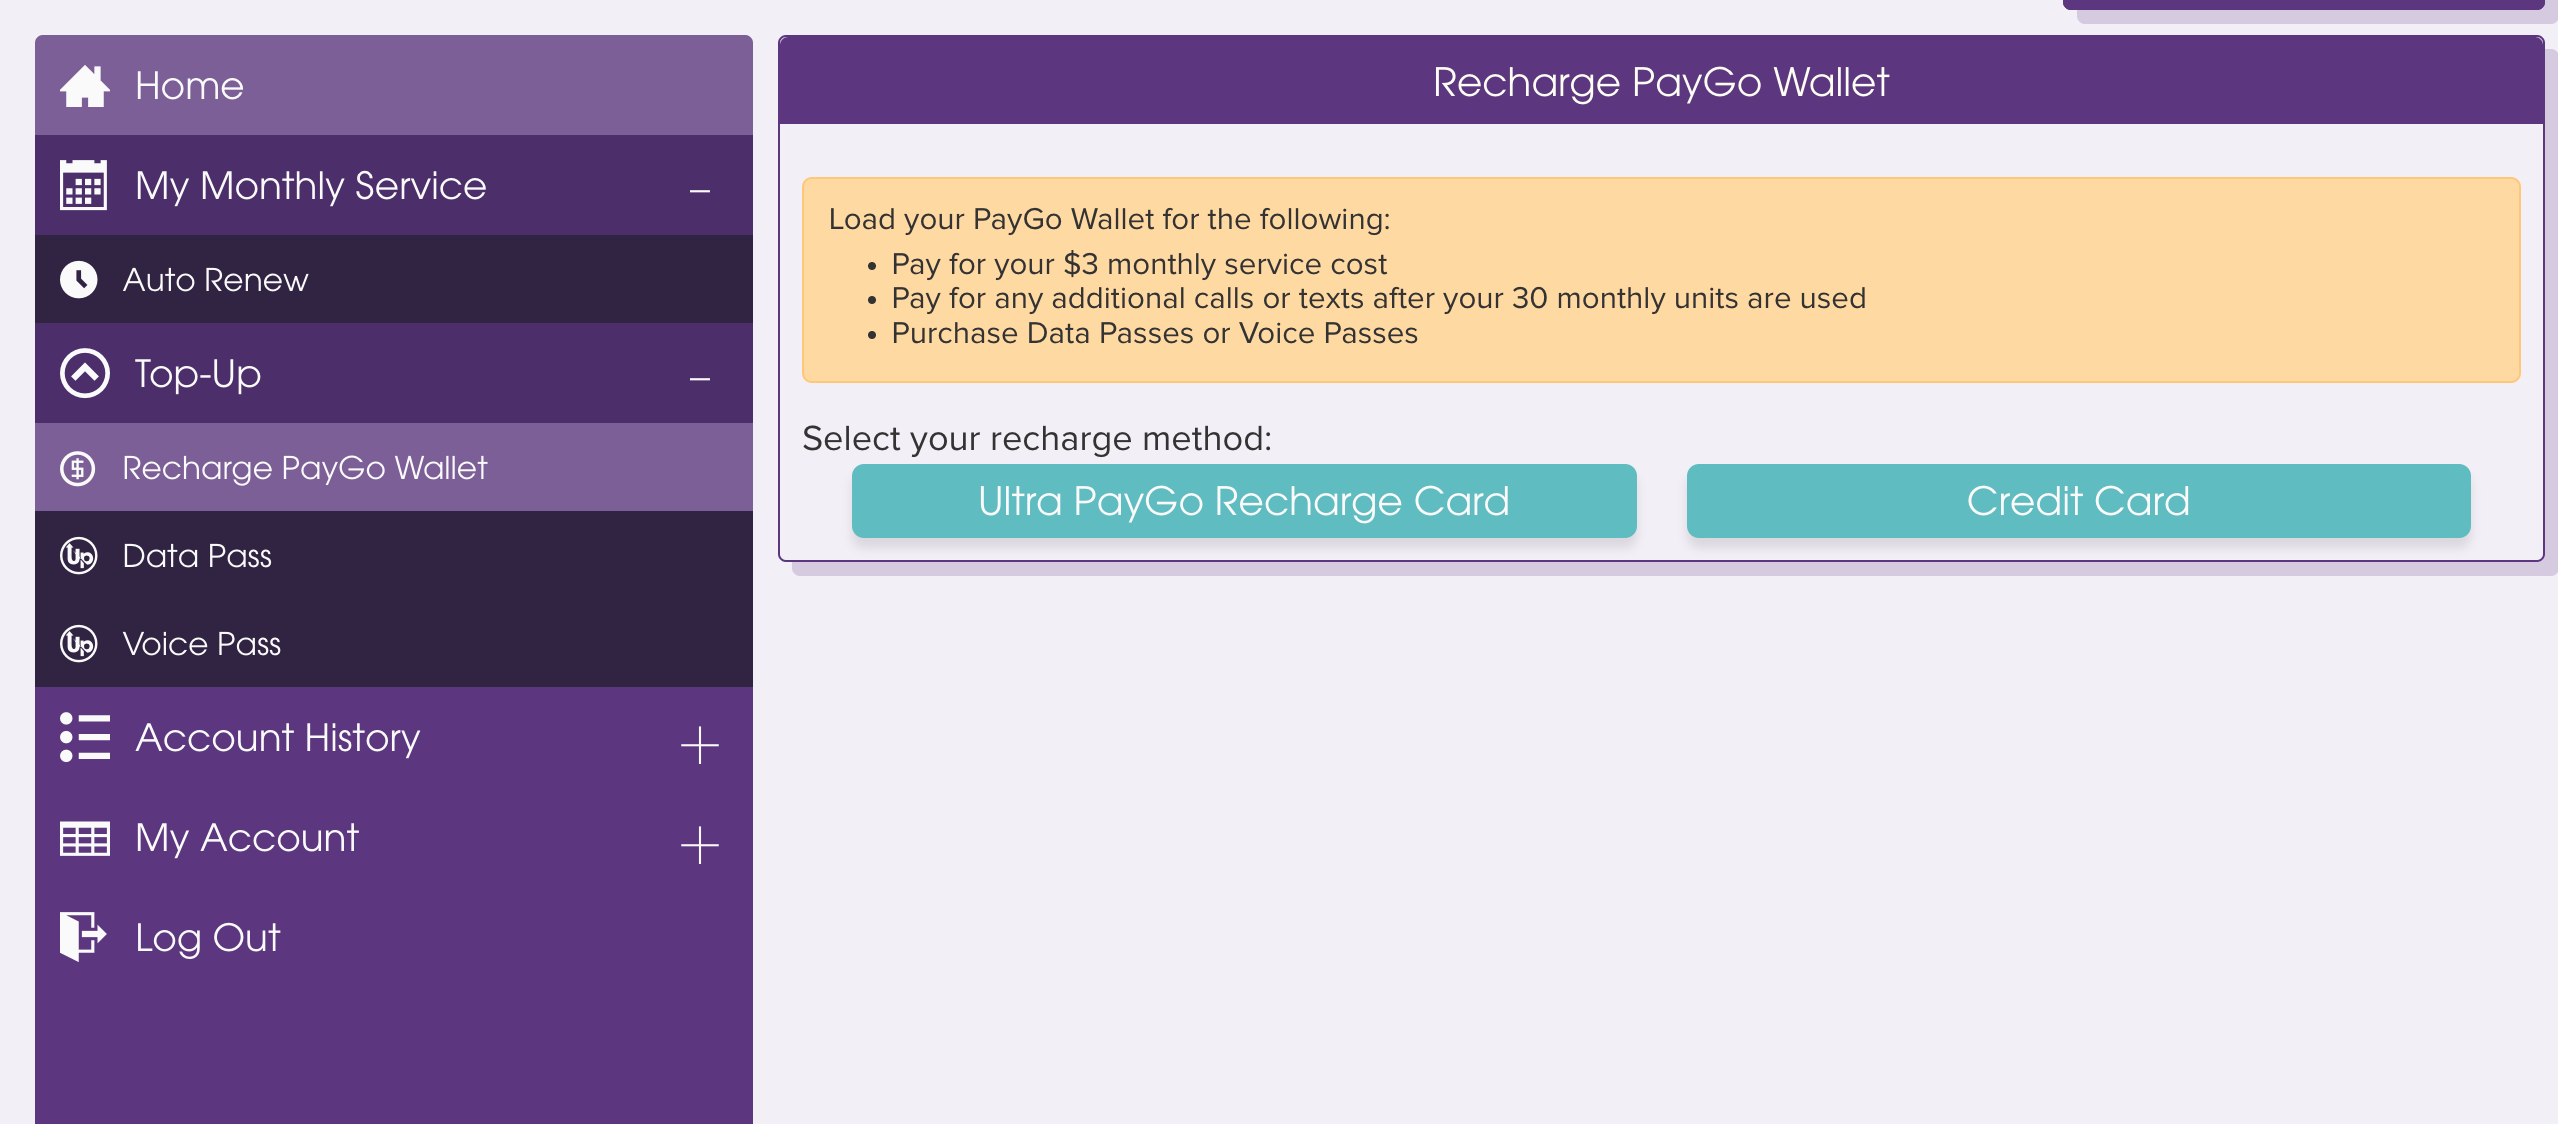 Home
My Monthly Service
Auto Renew
Top-Up
Recharge PayGo Wallet
Up Data Pass
Up Voice Pass
Account History
My Account
Log Out
Recharge PayGo Wallet
Load your PayGo Wallet for the following:
• Pay for your $3 monthly service cost
• Pay for any additional calls or texts after your 30 monthly units are used
• Purchase Data Passes or Voice Passes
Select your recharge method:
Ultra PayGo Recharge Card
Credit Card